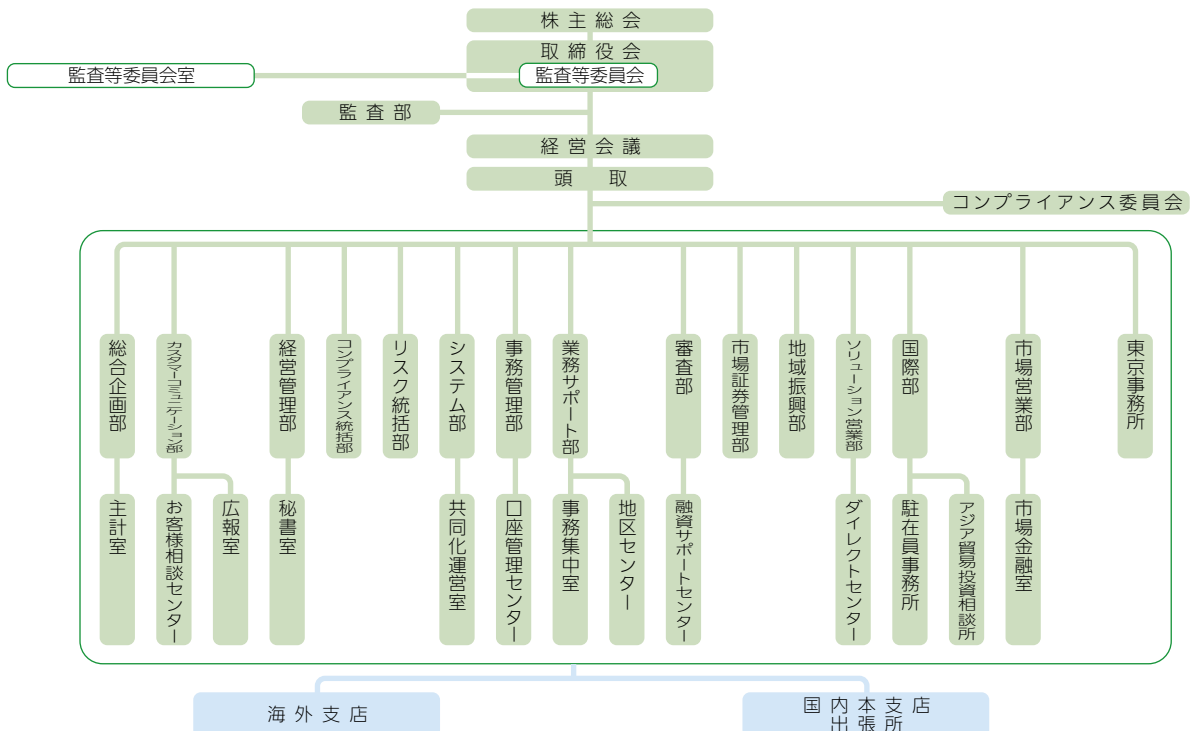 株主総会
取締役会
監査等委員会室
監査等委員会
監査部
経営会議
頭取
コンプライアンス委員会
総合企画部
カスタマーコミュニケーション部
経営管理部
コンプライアンス統括部
リスク統括部
システム部
事務管理部
業務サポート部
審査部
市場証券管理部
地域振興部
ソリューション営業部
国際部
市場営業部
東京事務所
主計室
お客様相談センター
広報室
秘書室
共同化運営室
口座管理センター
事務集中室
地区センター
融資サポートセンター
ダイレクトセンター
駐在員事務所
アジア貿易投資相談所
市場金融室
海外支店
国内本支店
出張所